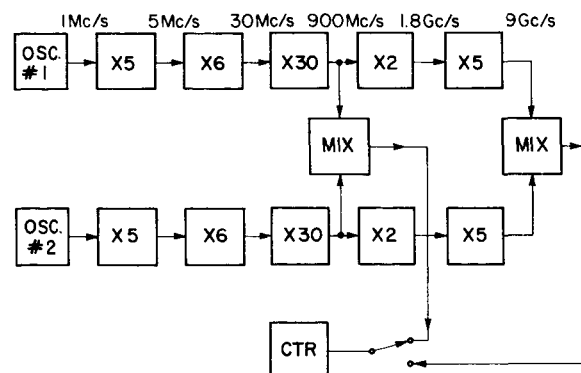 1Mc/s 5Mc/s 30Mc/s 900Mc/s 1.8Gc/s 9Gc/s
OSC. #1 X5 X6 X30 X2 X5
MIX MIX
OSC. #2 X5 X6 X30 X2 X5
CTR